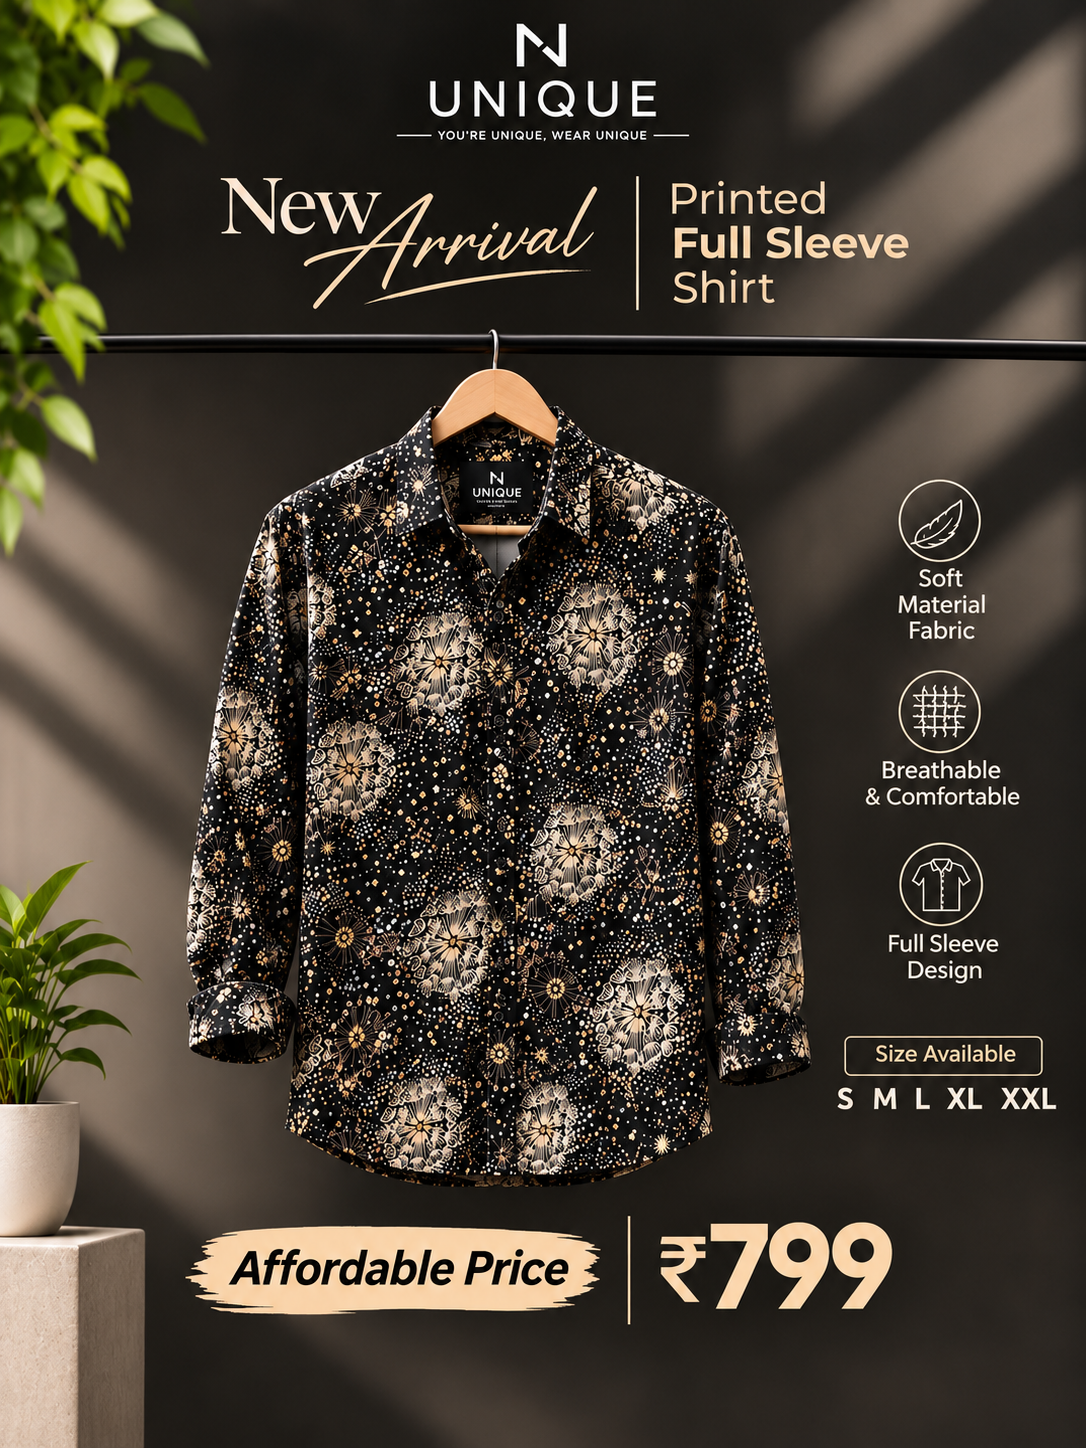 N
UNIQUE
YOU'RE UNIQUE, WEAR UNIQUE
New Arrival
Printed
Full Sleeve
Shirt
N
UNIQUE
Soft
Material
Fabric
Breathable
& Comfortable
Full Sleeve
Design
Size Available
S M L XL XXL
Affordable Price
₹799